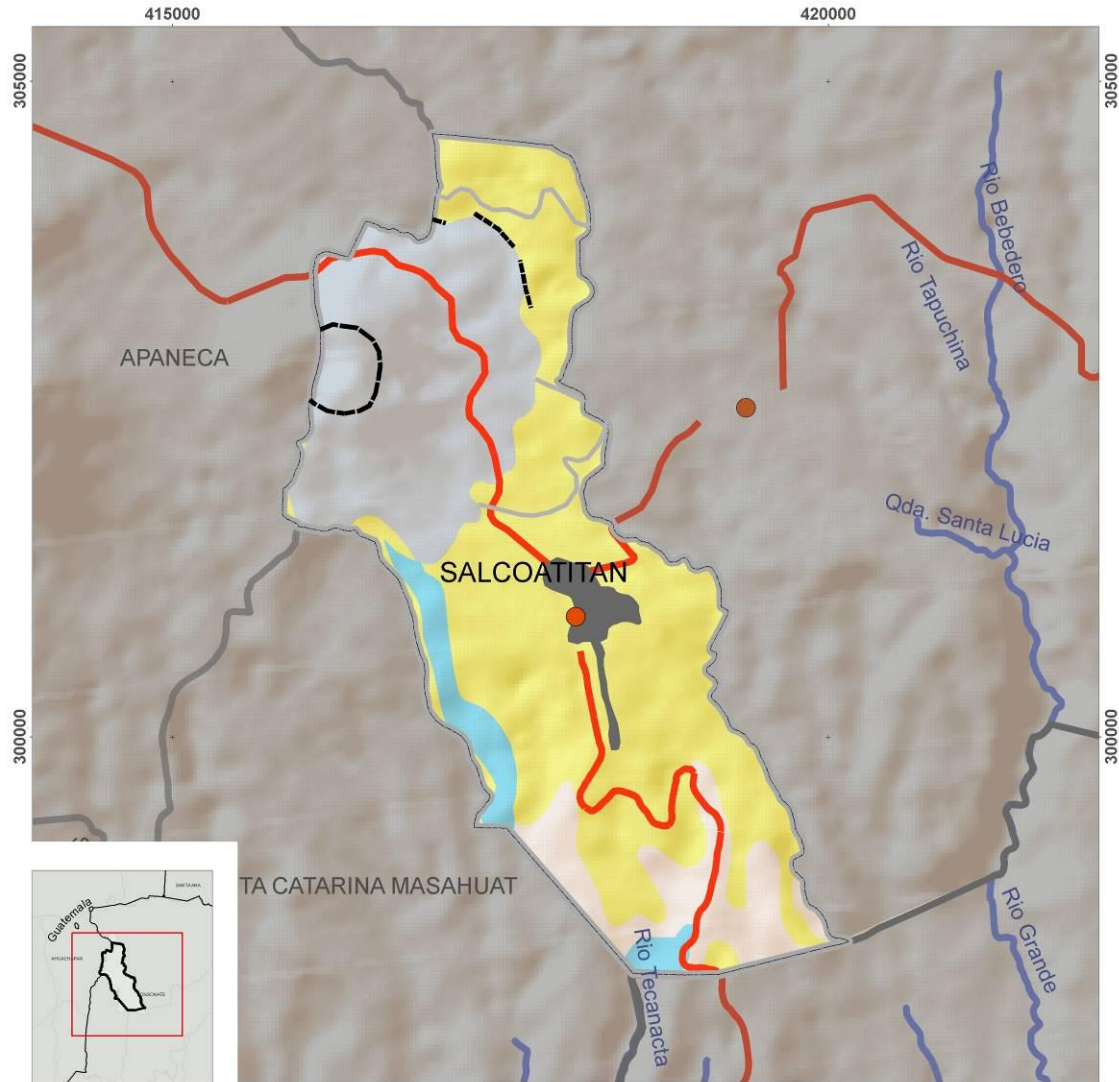 415000
420000
305000
305000
Rio Bebedero
Rio Tapuchina
APANECA
Qda. Santa Lucia
SALCOATITAN
300000
300000
TA CATARINA MASAHUAT
Rio Tecanacta
Rio Grande
Guatemala